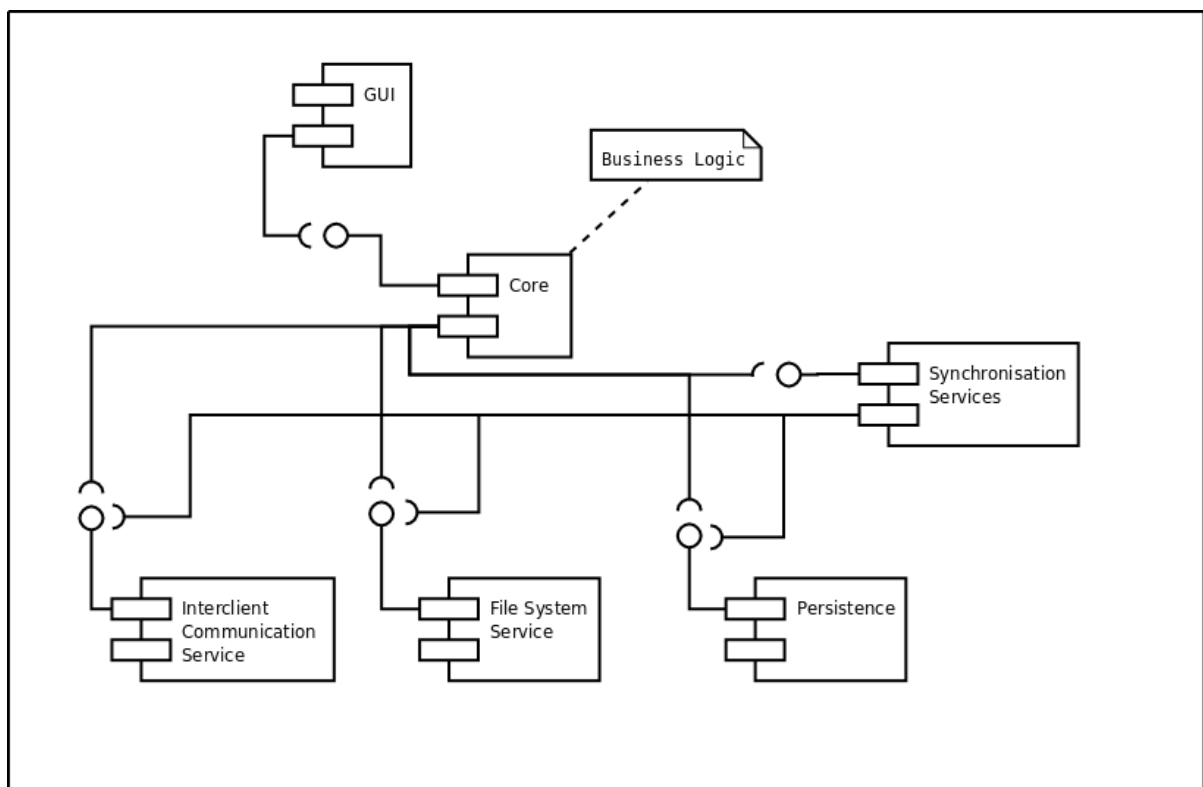 GUI
Business Logic
Core
Synchronisation
Services
Interclient
Communication
Service
File System
Service
Persistence